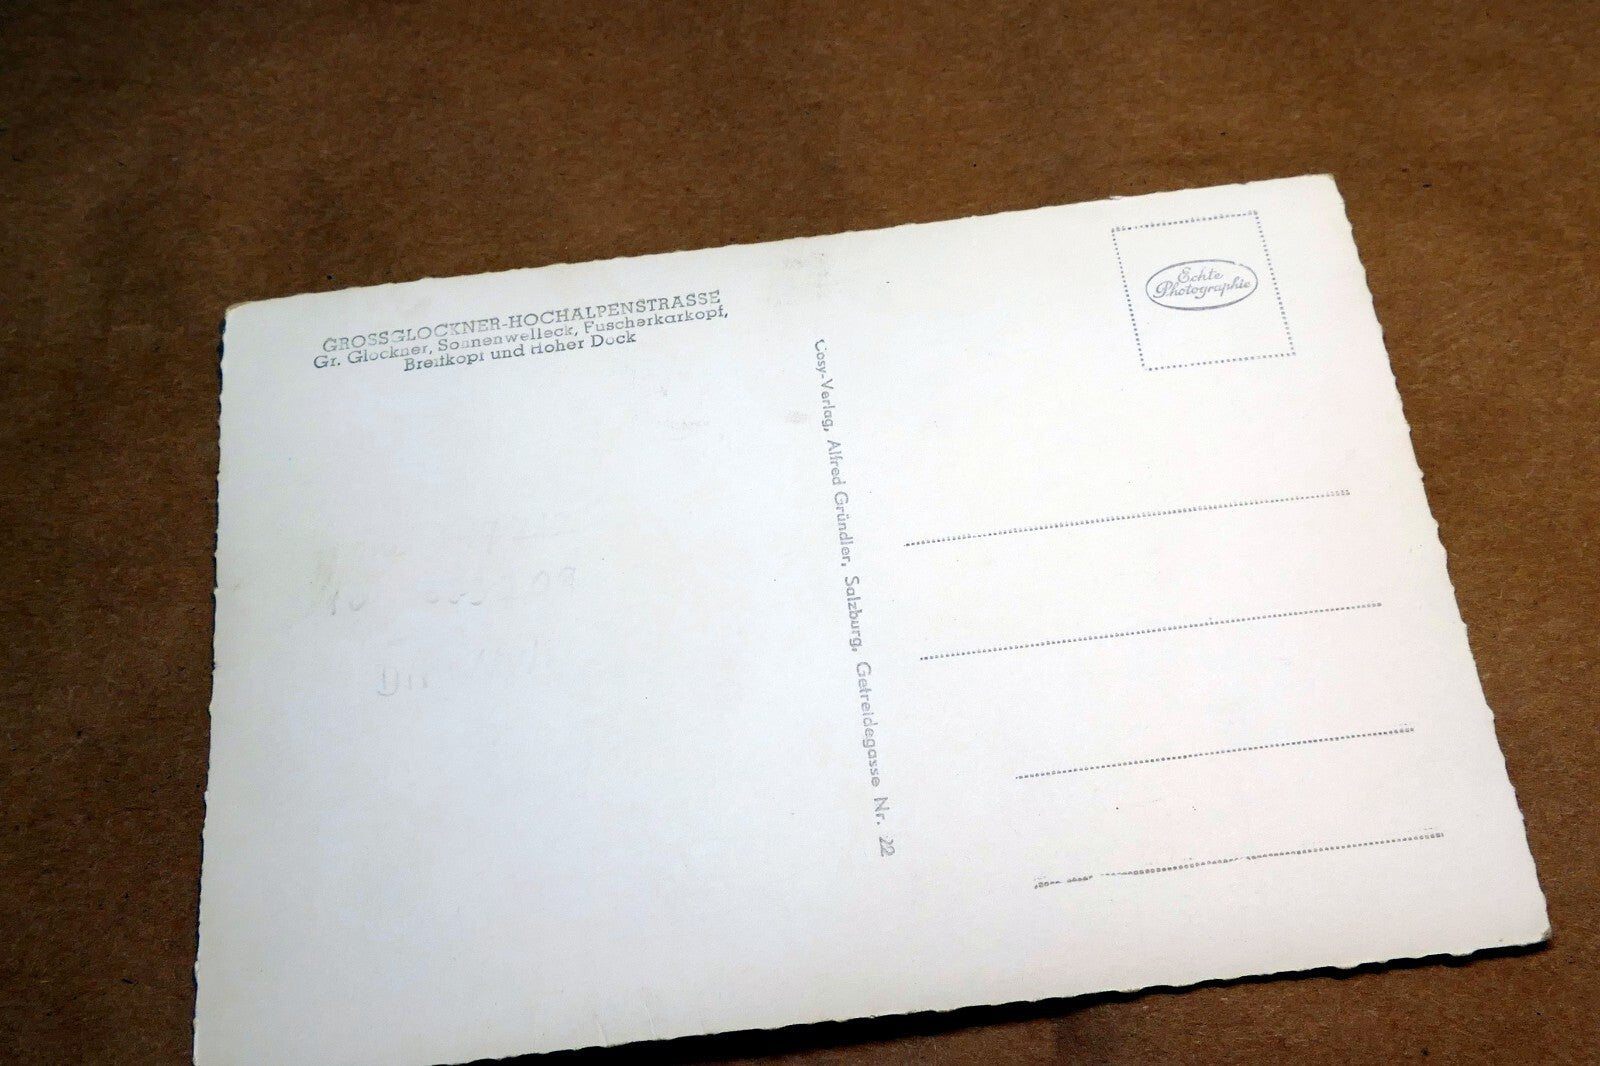 GROSSGLOCKNER-HOCHALPENSTRASSE
Gr. Glockner, Sonnenwelleck, Fuscherkarkopf,
Breitkopf und Hoher Dock
Echte
Photographie
Cosy-Verlag, Alfred Gründler, Salzburg, Getreidegasse Nr. 22